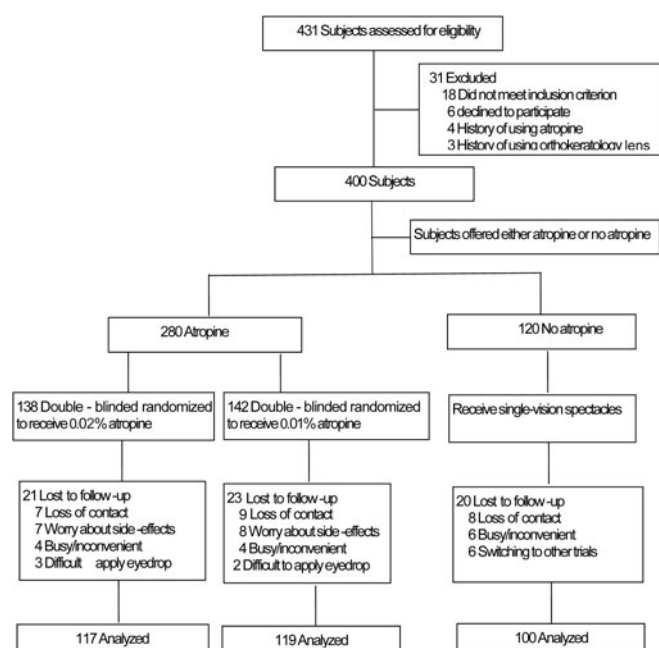 431 Subjects assessed for eligibility
31 Excluded
18 Did not meet inclusion criterion
6 declined to participate
4 History of using atropine
3 History of using orthokeratology lens
400 Subjects
Subjects offered either atropine or no atropine
280 Atropine
120 No atropine
138 Double - blinded randomized
to receive 0.02% atropine
142 Double - blinded randomized
to receive 0.01% atropine
Receive single-vision spectacles
21 Lost to follow -up
7 Loss of contact
7 Worry about side -effects
4 Busy/inconvenient
3 Difficult apply eyedrop
23 Lost to follow -up
9 Loss of contact
8 Worry about side -effects
4 Busy/inconvenient
2 Difficult to apply eyedrop
20 Lost to follow-up
8 Loss of contact
6 Busy/inconvenient
6 Switching to other trials
117 Analyzed
119 Analyzed
100 Analyzed